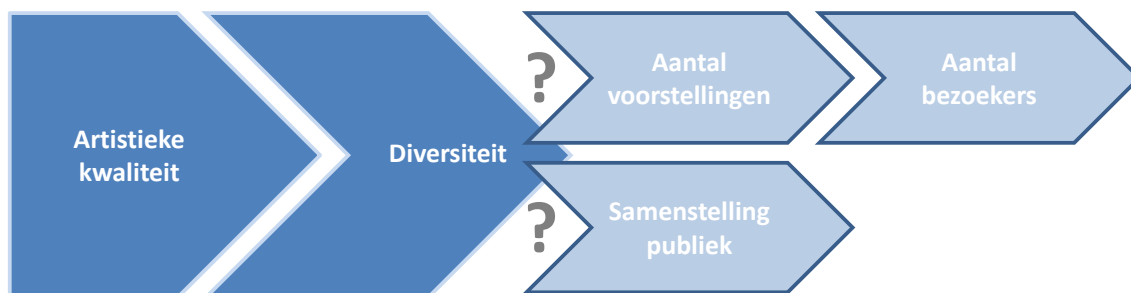 Artistieke
kwaliteit
Diversiteit
?
Aantal
voorstellingen
Aantal
bezoekers
?
Samenstelling
publiek